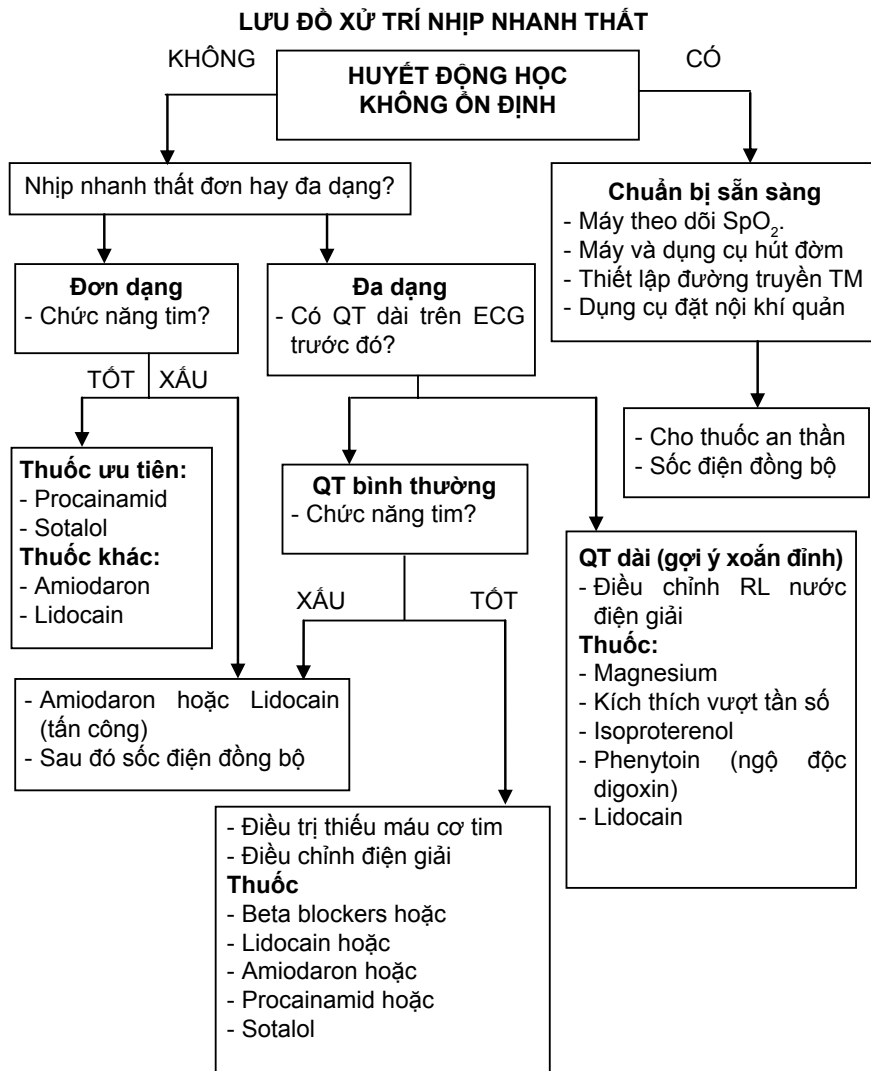 LƯU ĐỒ XỬ TRÍ NHỊP NHANH THẤT
KHÔNG
CÓ
HUYẾT ĐỘNG HỌC
KHÔNG ỔN ĐỊNH
Nhịp nhanh thất đơn hay đa dạng?
Chuẩn bị sẵn sàng
- Máy theo dõi SpO₂.
- Máy và dụng cụ hút đờm
- Thiết lập đường truyền TM
- Dụng cụ đặt nội khí quản
Đơn dạng
- Chức năng tim?
Đa dạng
- Có QT dài trên ECG
trước đó?
TỐT
XẤU
- Cho thuốc an thần
- Sốc điện đồng bộ
Thuốc ưu tiên:
- Procainamid
- Sotalol
Thuốc khác:
- Amiodaron
- Lidocain
QT bình thường
- Chức năng tim?
QT dài (gợi ý xoắn đỉnh)
- Điều chỉnh RL nước
điện giải
Thuốc:
- Magnesium
- Kích thích vượt tần số
- Isoproterenol
- Phenytoin (ngộ độc
digoxin)
- Lidocain
XẤU
TỐT
- Amiodaron hoặc Lidocain
(tấn công)
- Sau đó sốc điện đồng bộ
- Điều trị thiếu máu cơ tim
- Điều chỉnh điện giải
Thuốc
- Beta blockers hoặc
- Lidocain hoặc
- Amiodaron hoặc
- Procainamid hoặc
- Sotalol